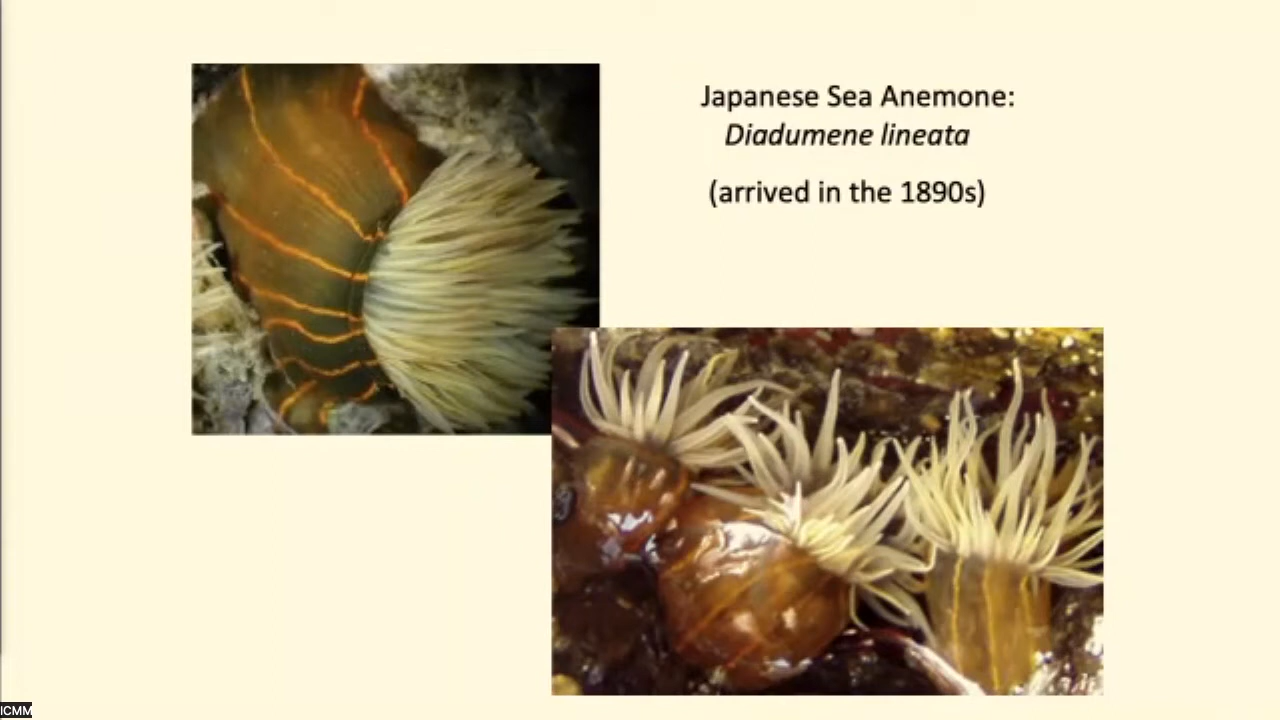 Japanese Sea Anemone:
Diadumene lineata
(arrived in the 1890s)
ICMM